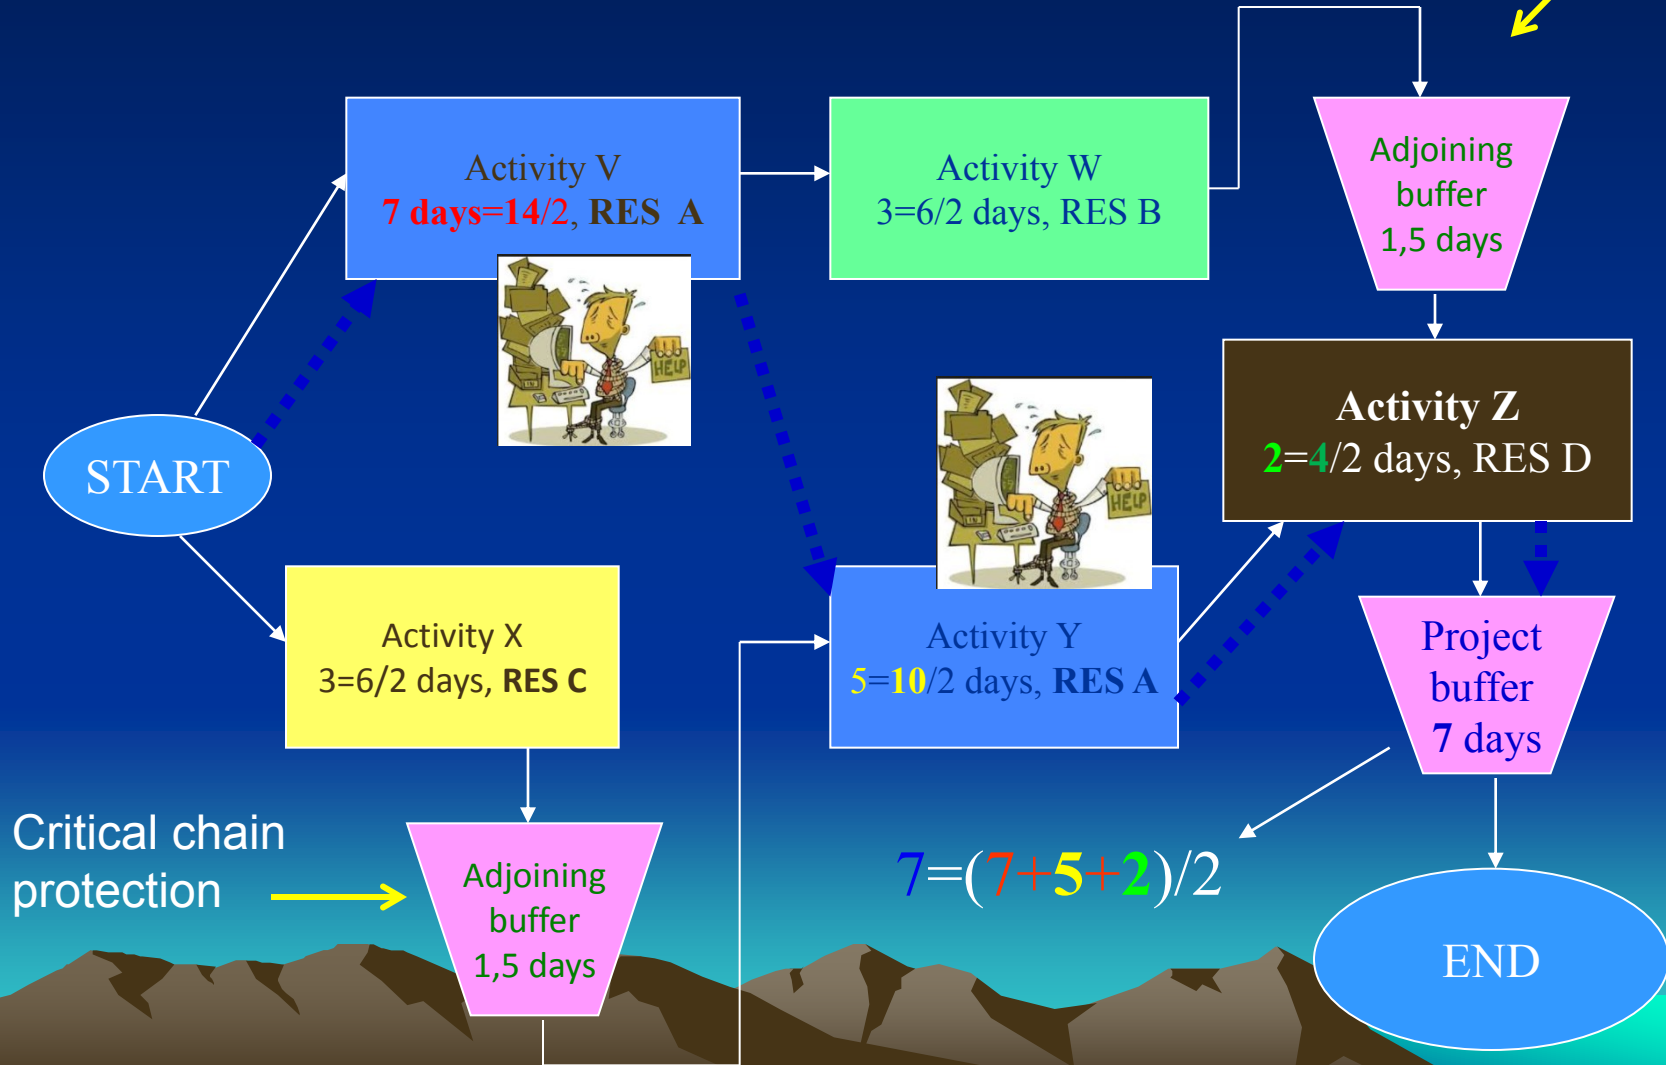 Activity V
7 days=14/2, RES A
Activity W
3=6/2 days, RES B
Adjoining
buffer
1,5 days
HELP
START
HELP
Activity Z
2=4/2 days, RES D
Activity X
3=6/2 days, RES C
Activity Y
5=10/2 days, RES A
Project
buffer
7 days
Critical chain
protection
Adjoining
buffer
1,5 days
7=(7+5+2)/2
END